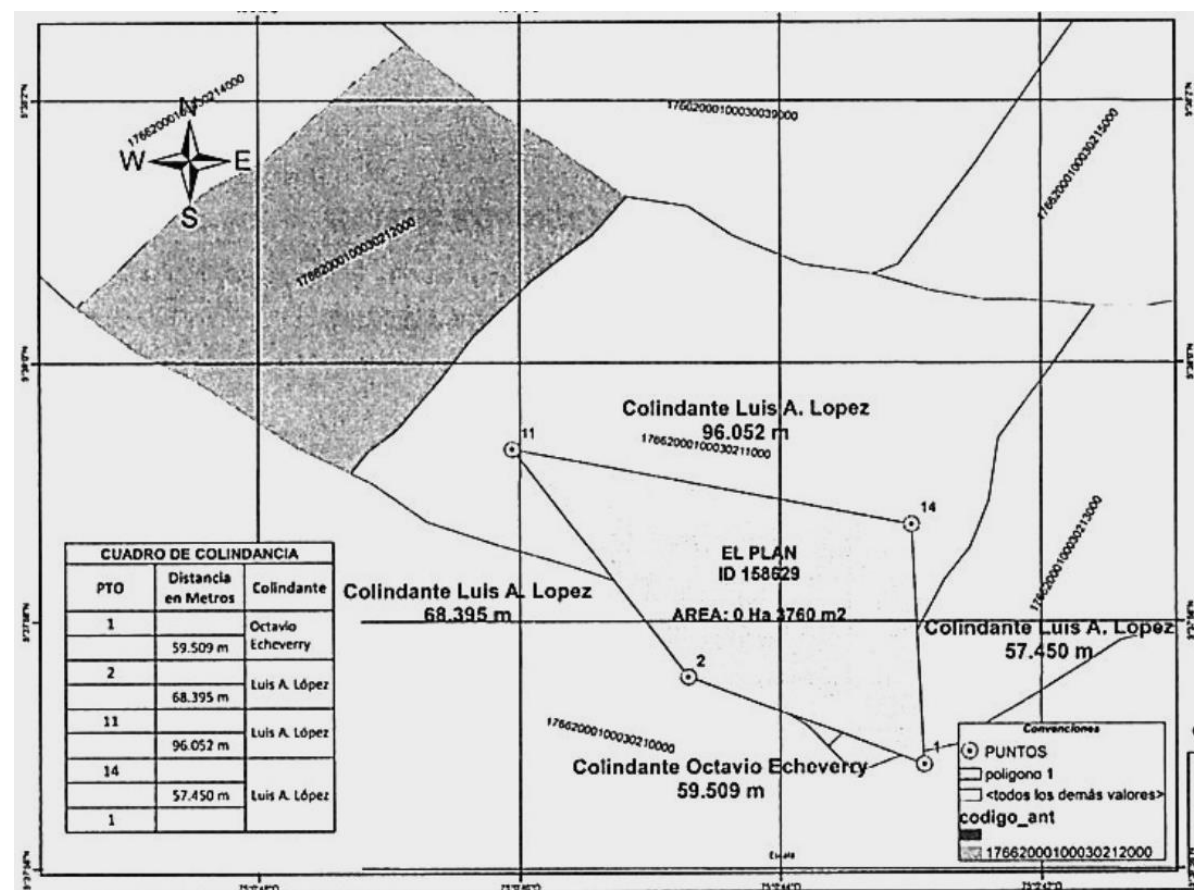 17662000100030214000
N
W E
S
17662000100030039000
17662000100030215000
17662000100030212000
Colindante Luis A. Lopez
96.052 m
17662000100030211000
11
14
17662000100030213000
EL PLAN
ID 158629
AREA: 0 Ha 3760 m2
CUADRO DE COLINDANCIA
PTO Distancia en Metros Colindante
1 Octavio Echeverry
59.509 m
2 Luis A. López
68.395 m
11 Luis A. López
96.052 m
14 Luis A. López
57.450 m
1
Colindante Luis A. Lopez
68.395 m
Colindante Luis A. Lopez
57.450 m
2
17662000100030210000
Colindante Octavio Echeverry
59.509 m
1
Convenciones
PUNTOS
poligono 1
<todos los demás valores>
codigo_ant
17662000100030212000